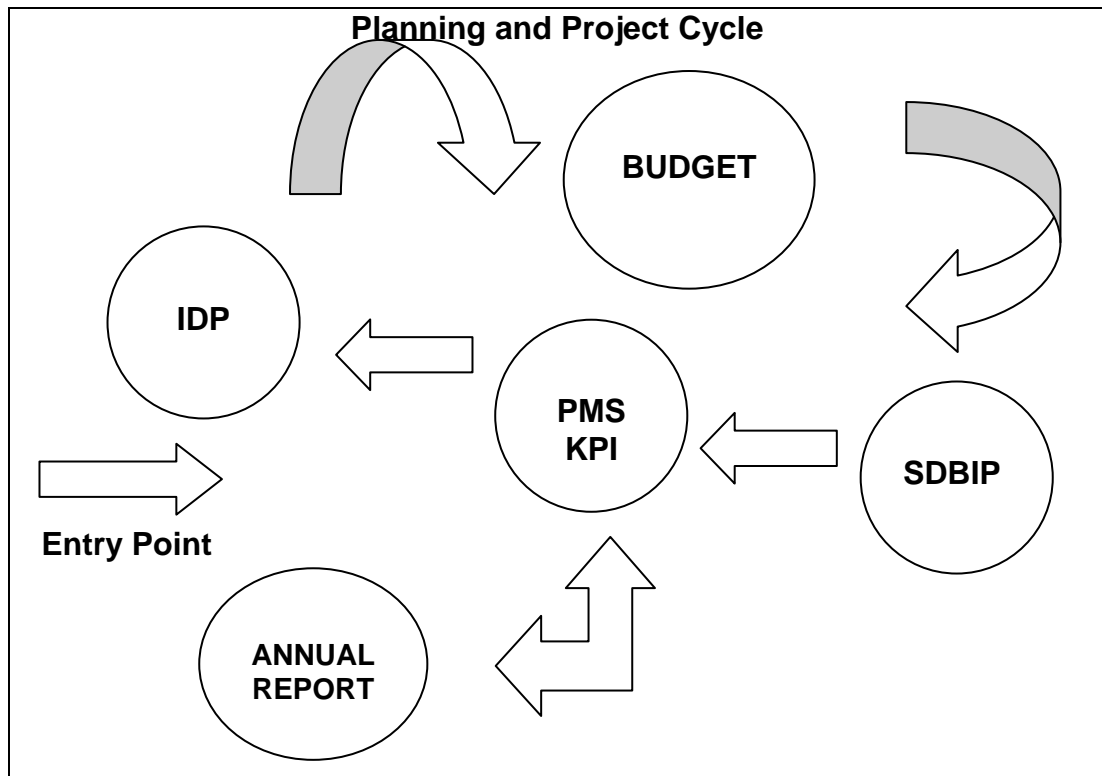 Planning and Project Cycle
BUDGET
IDP
PMS
KPI
SDBIP
Entry Point
ANNUAL
REPORT